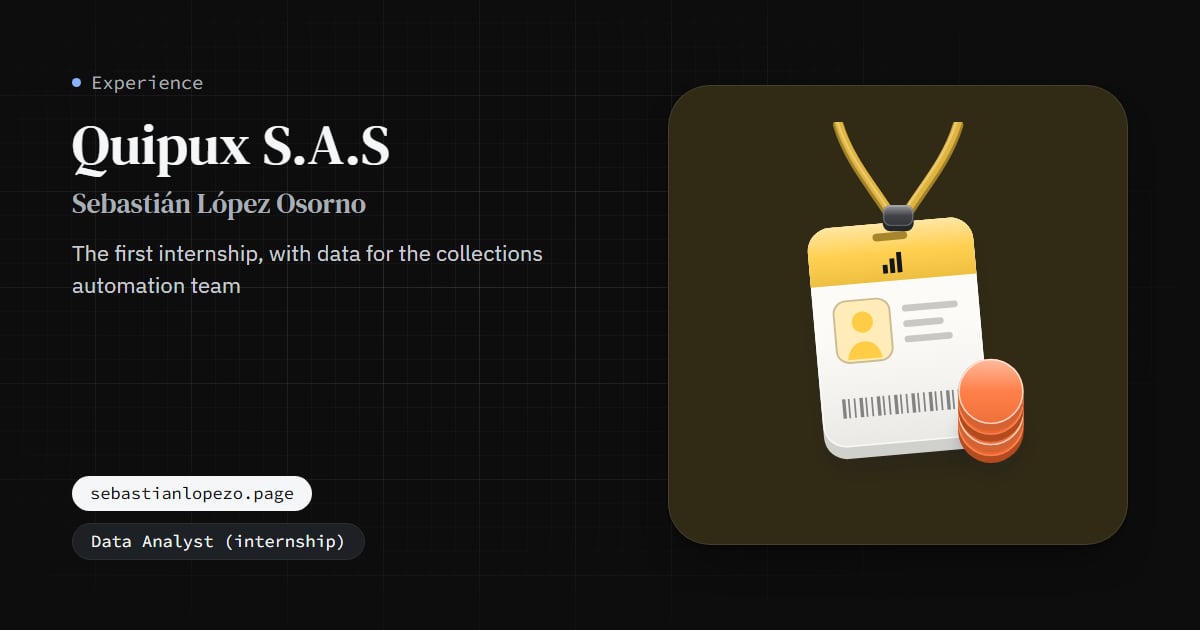 Experience
Quipux S.A.S
Sebastián López Osorno
The first internship, with data for the collections
automation team
sebastianlopezo.page
Data Analyst (internship)